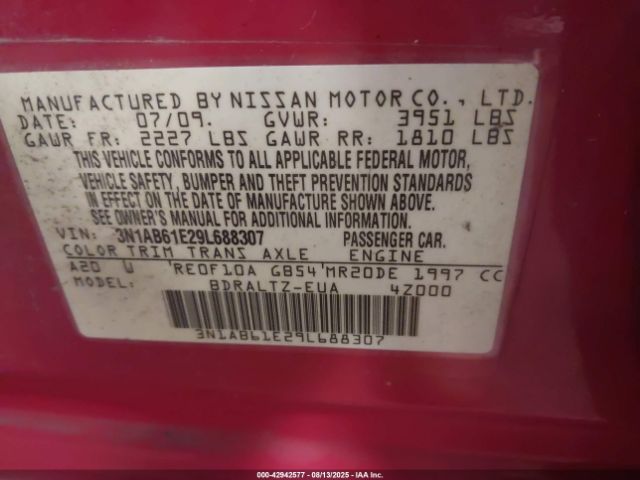 MANUFACTURED BY NISSAN MOTOR CO., LTD.
DATE: 07/09. GVWR: 3951 LBS
GAWR FR: 2227 LBS GAWR RR: 1810 LBS
THIS VEHICLE CONFORMS TO ALL APPLICABLE FEDERAL MOTOR,
VEHICLE SAFETY, BUMPER AND THEFT PREVENTION STANDARDS
IN EFFECT ON THE DATE OF MANUFACTURE SHOWN ABOVE.
SEE OWNER'S MANUAL FOR ADDITIONAL INFORMATION.
VIN: 3N1AB61E29L688307 PASSENGER CAR.
COLOR TRIM TRANS AXLE ENGINE
A20 W 'RE0F10A GB54'MR20DE 1997 CC
MODEL: BDRALTZ-EUA 4Z000
3N1AB61E29L688307
000-42942577 - 08/13/2025 - IAA Inc.